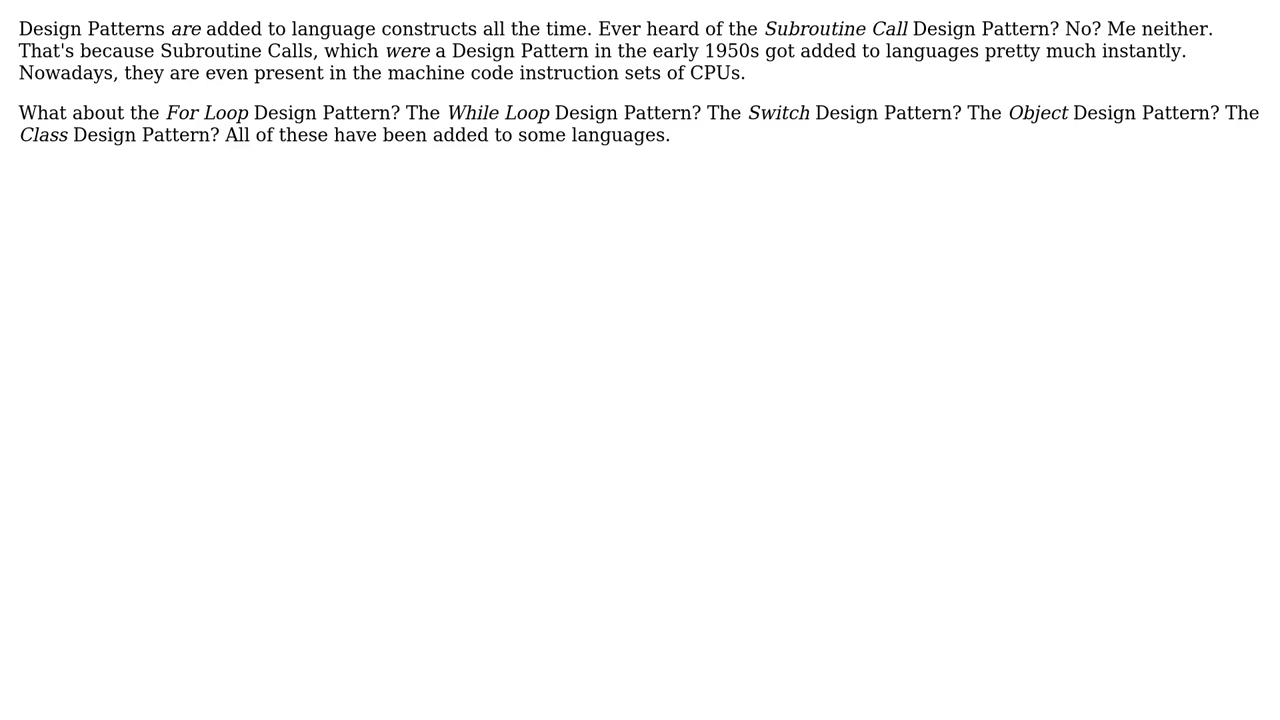 Design Patterns are added to language constructs all the time. Ever heard of the Subroutine Call Design Pattern? No? Me neither.
That's because Subroutine Calls, which were a Design Pattern in the early 1950s got added to languages pretty much instantly.
Nowadays, they are even present in the machine code instruction sets of CPUs.
What about the For Loop Design Pattern? The While Loop Design Pattern? The Switch Design Pattern? The Object Design Pattern? The
Class Design Pattern? All of these have been added to some languages.